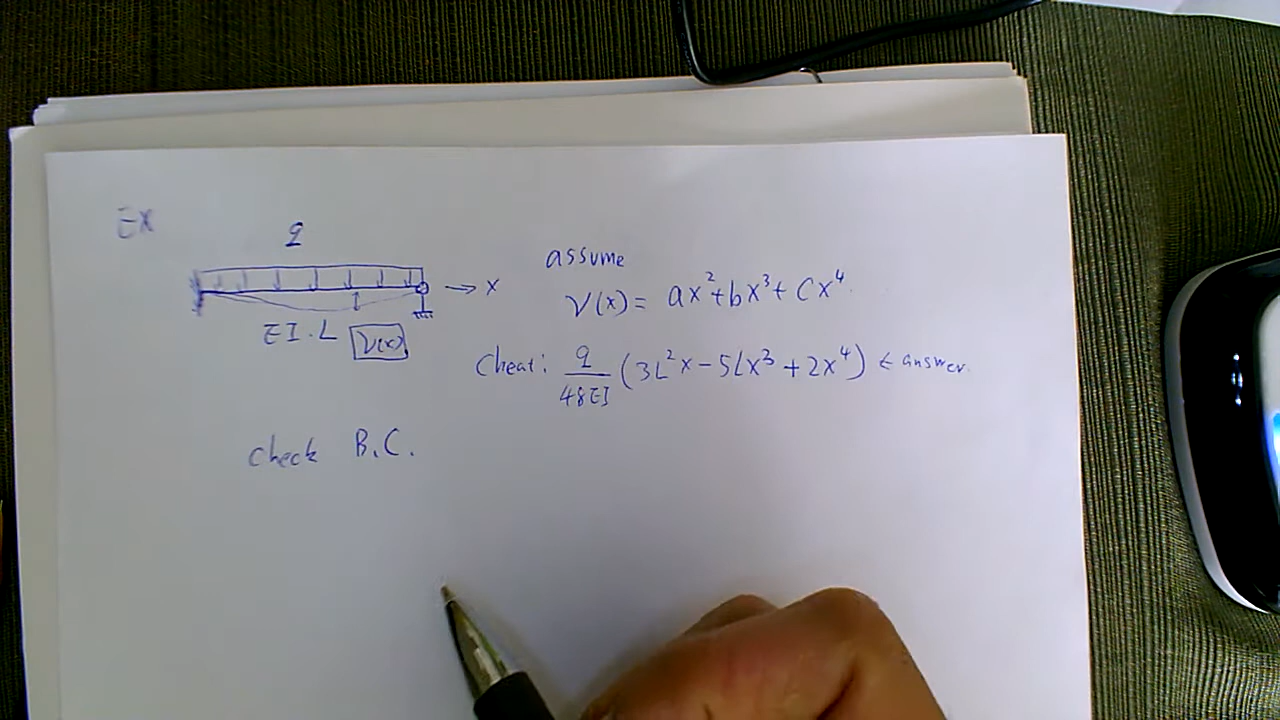 EX
q
→ x
EI. L
v(x)
assume
v(x) = ax²+bx³+cx⁴
Cheat: q/48EI (3L²x-5Lx³+2x⁴) ← answer.
check B.C.